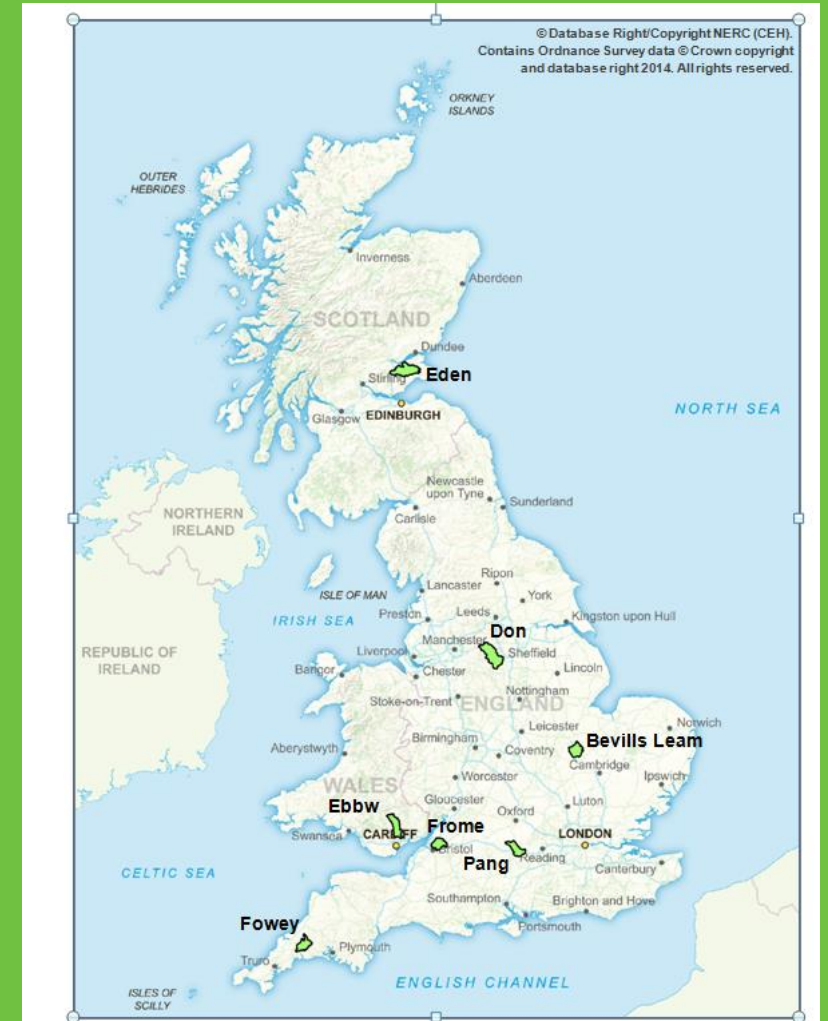 © Database Right/Copyright NERC (CEH).
Contains Ordnance Survey data © Crown copyright
and database right 2014. All rights reserved.
ORKNEY
ISLANDS
OUTER
HEBRIDES
Inverness
Aberdeen
SCOTLAND
Dundee
Stirling
Eden
NORTH SEA
Glasgow
EDINBURGH
Newcastle
upon Tyne
Sunderland
NORTHERN
IRELAND
Carlisle
Ripon
Lancaster
ISLE OF MAN
York
IRISH SEA
Preston
Leeds
Kingston upon Hull
Don
Manchester
REPUBLIC OF
IRELAND
Liverpool
Sheffield
Bangor
Chester
Lincoln
Stoke-on-Trent
Nottingham
ENGLAND
Norwich
Leicester
Birmingham
Bevills Leam
Aberystwyth
Coventry
Cambridge
Worcester
Ipswich
WALES
Gloucester
Luton
Ebbw
Oxford
Frome
Swansea
CARDIFF
LONDON
Bristol
Pang
Reading
CELTIC SEA
Canterbury
Southampton
Brighton and Hove
Fowey
Portsmouth
Plymouth
Truro
ENGLISH CHANNEL
ISLES OF
SCILLY